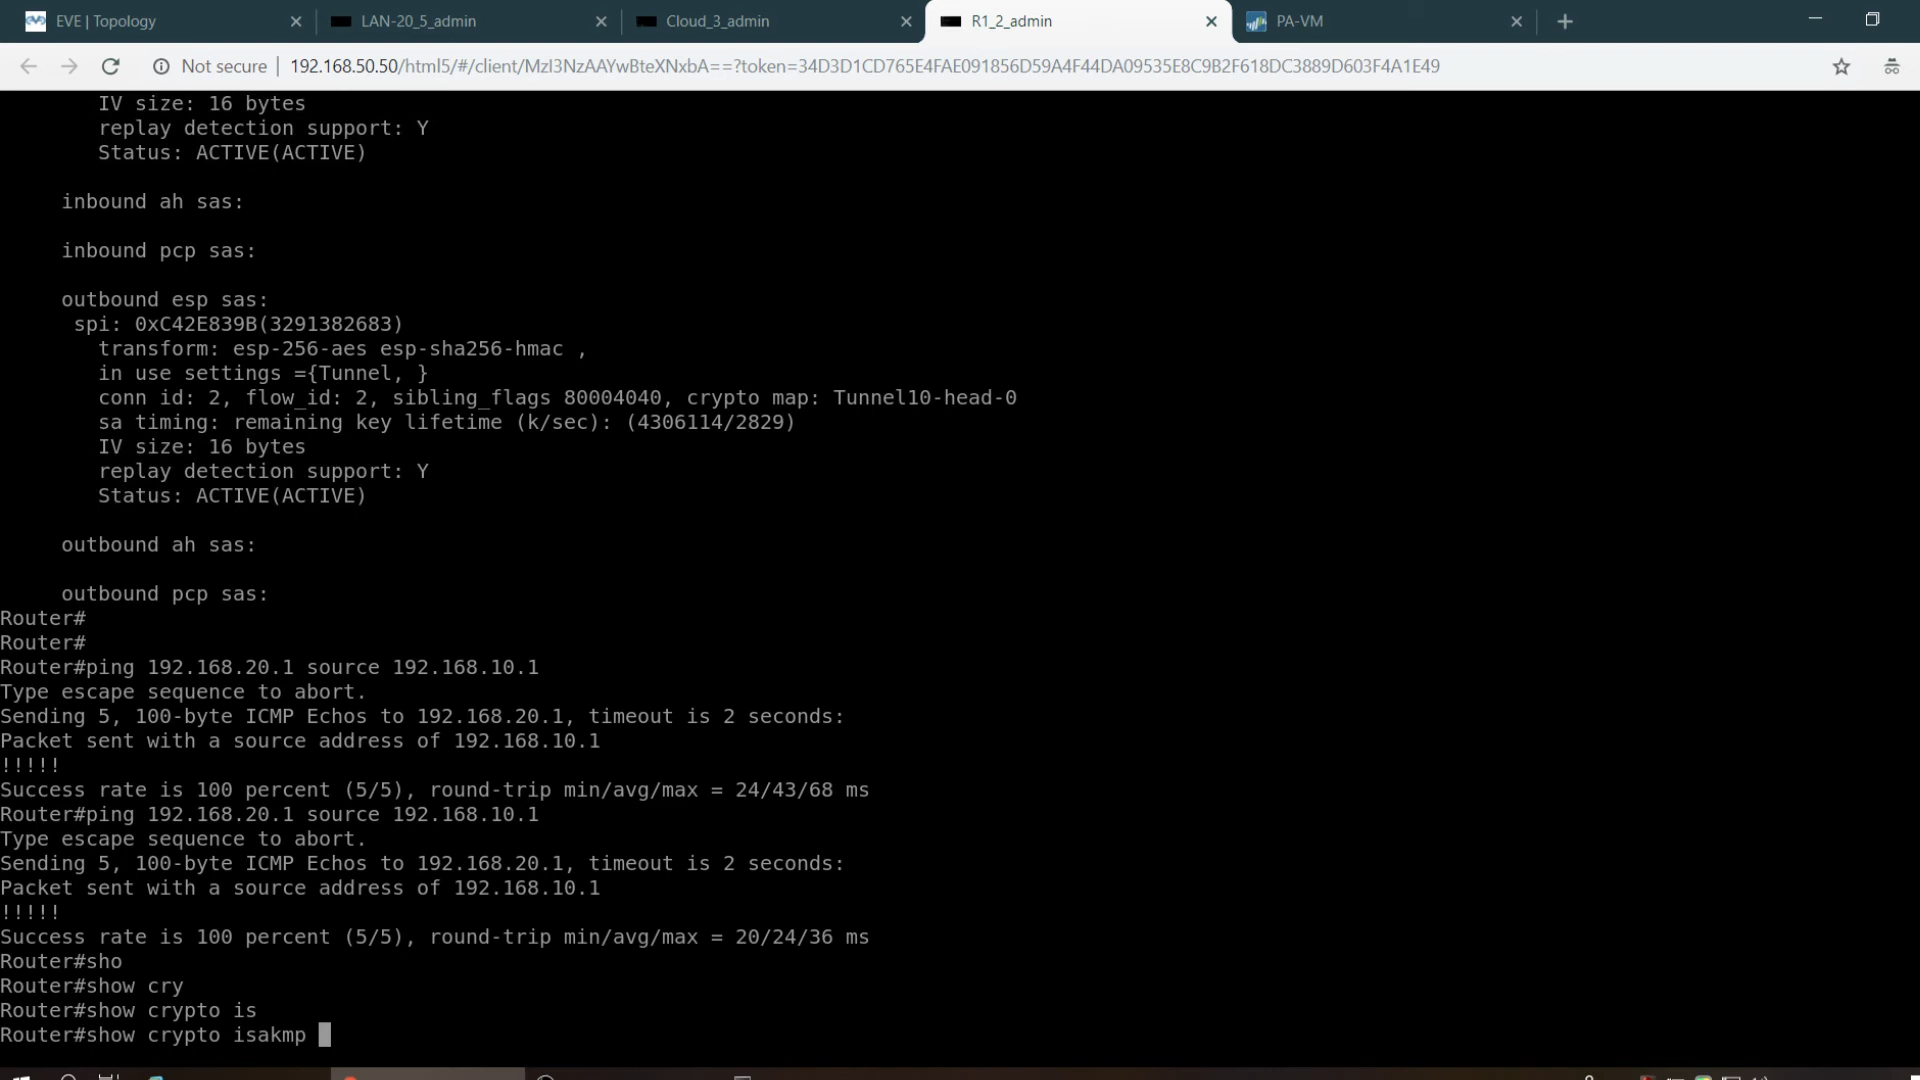 EVE | Topology
LAN-20_5_admin
Cloud_3_admin
R1_2_admin
PA-VM
Not secure | 192.168.50.50/html5/#/client/MzI3NzAAYwBteXNxbA==?token=34D3D1CD765E4FAE091856D59A4F44DA09535E8C9B2F618DC3889D603F4A1E49
IV size: 16 bytes
replay detection support: Y
Status: ACTIVE(ACTIVE)
inbound ah sas:
inbound pcp sas:
outbound esp sas:
spi: 0xC42E839B(3291382683)
transform: esp-256-aes esp-sha256-hmac ,
in use settings ={Tunnel, }
conn id: 2, flow_id: 2, sibling_flags 80004040, crypto map: Tunnel10-head-0
sa timing: remaining key lifetime (k/sec): (4306114/2829)
IV size: 16 bytes
replay detection support: Y
Status: ACTIVE(ACTIVE)
outbound ah sas:
outbound pcp sas:
Router#
Router#
Router#ping 192.168.20.1 source 192.168.10.1
Type escape sequence to abort.
Sending 5, 100-byte ICMP Echos to 192.168.20.1, timeout is 2 seconds:
Packet sent with a source address of 192.168.10.1
!!!!!
Success rate is 100 percent (5/5), round-trip min/avg/max = 24/43/68 ms
Router#ping 192.168.20.1 source 192.168.10.1
Type escape sequence to abort.
Sending 5, 100-byte ICMP Echos to 192.168.20.1, timeout is 2 seconds:
Packet sent with a source address of 192.168.10.1
!!!!!
Success rate is 100 percent (5/5), round-trip min/avg/max = 20/24/36 ms
Router#sho
Router#show cry
Router#show crypto is
Router#show crypto isakmp